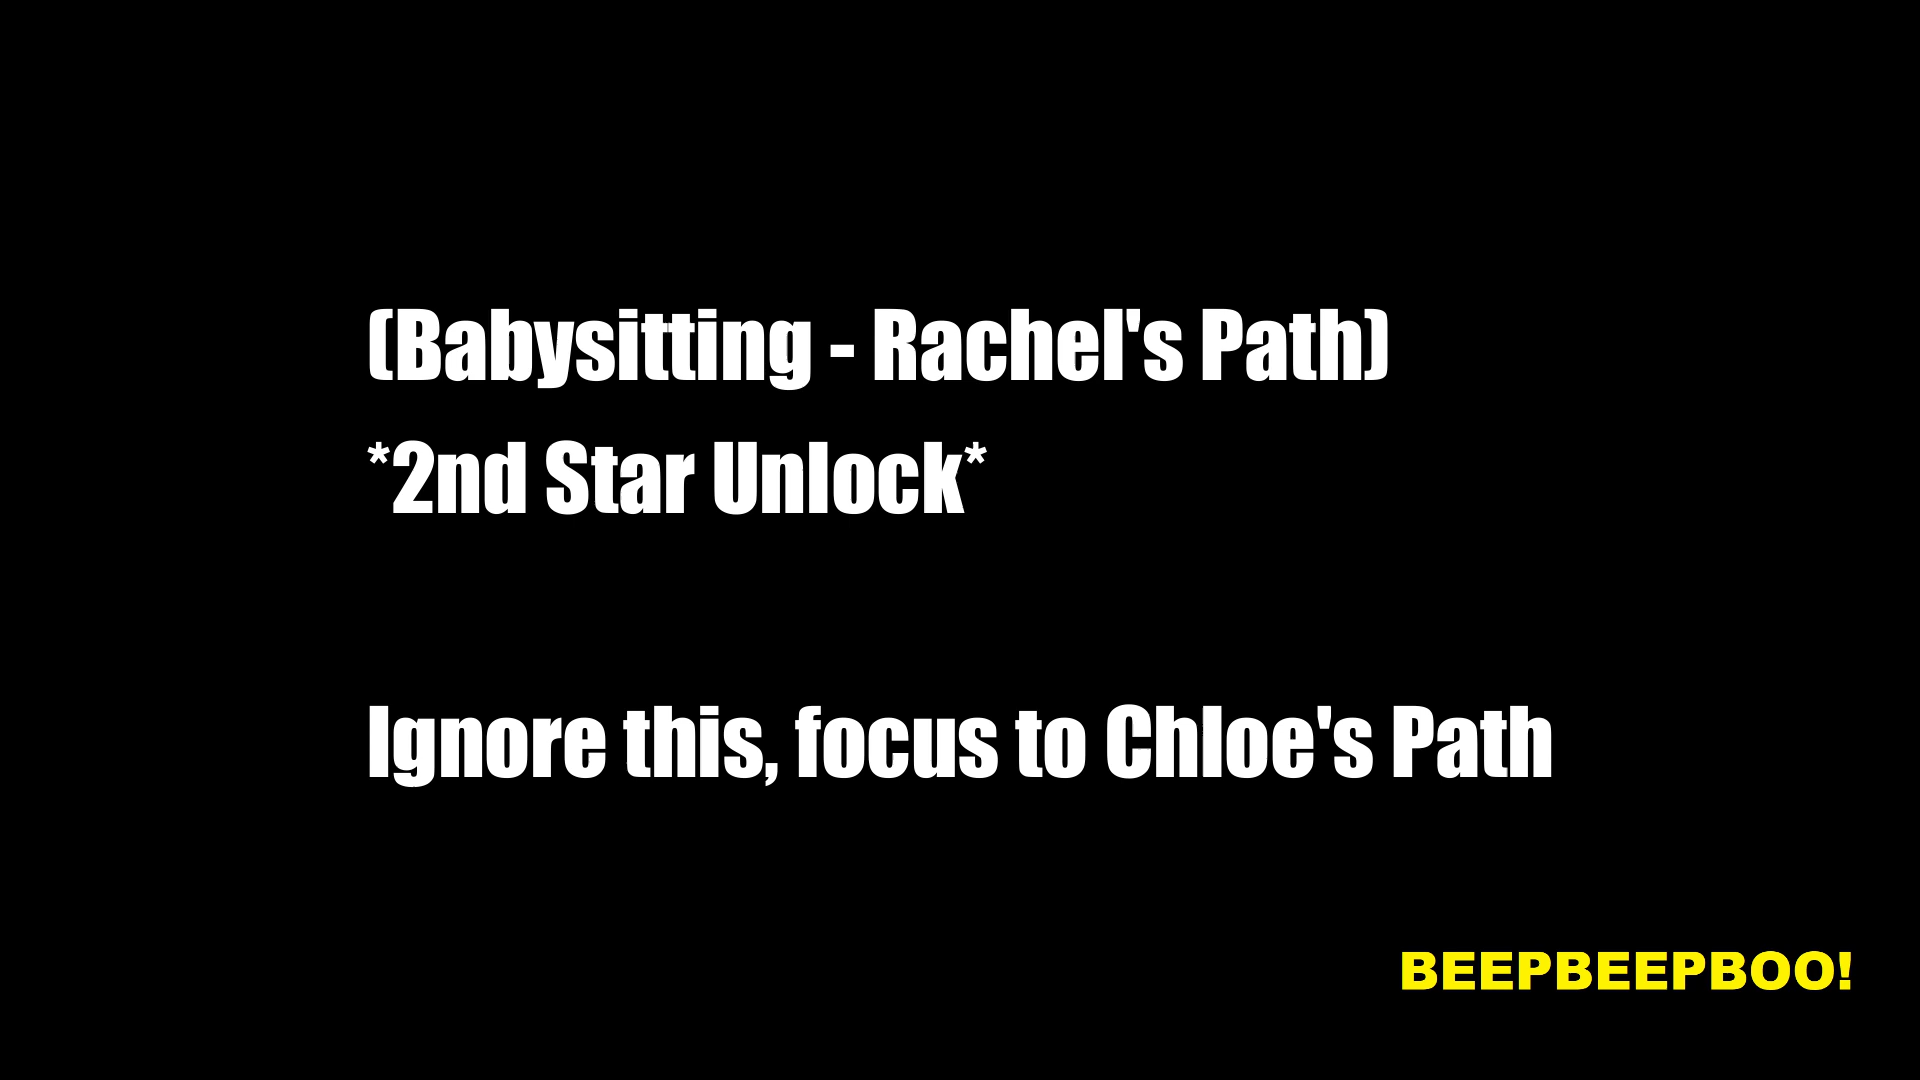 (Babysitting - Rachel's Path)
*2nd Star Unlock*
Ignore this, focus to Chloe's Path
BEEPBEEPBOO!